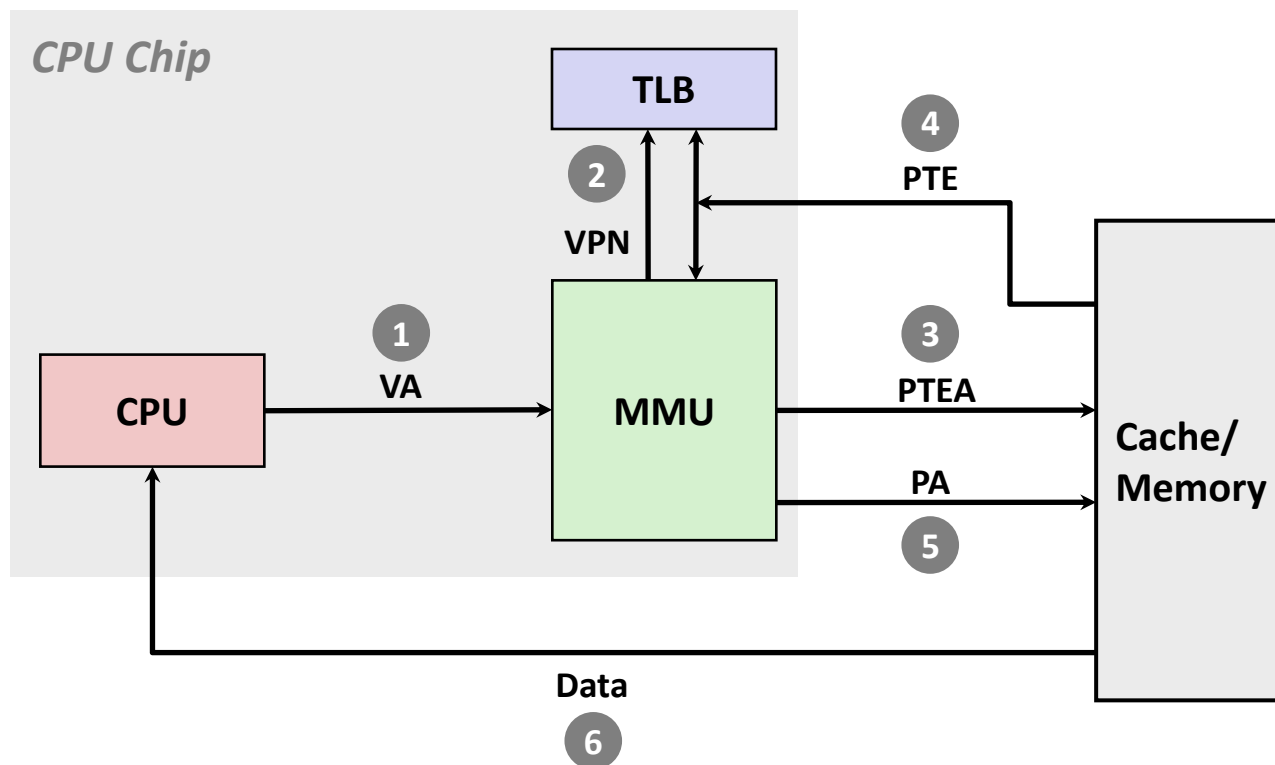 CPU Chip
TLB
4
2
PTE
VPN
1
3
VA
PTEA
CPU
MMU
Cache/
Memory
PA
5
Data
6